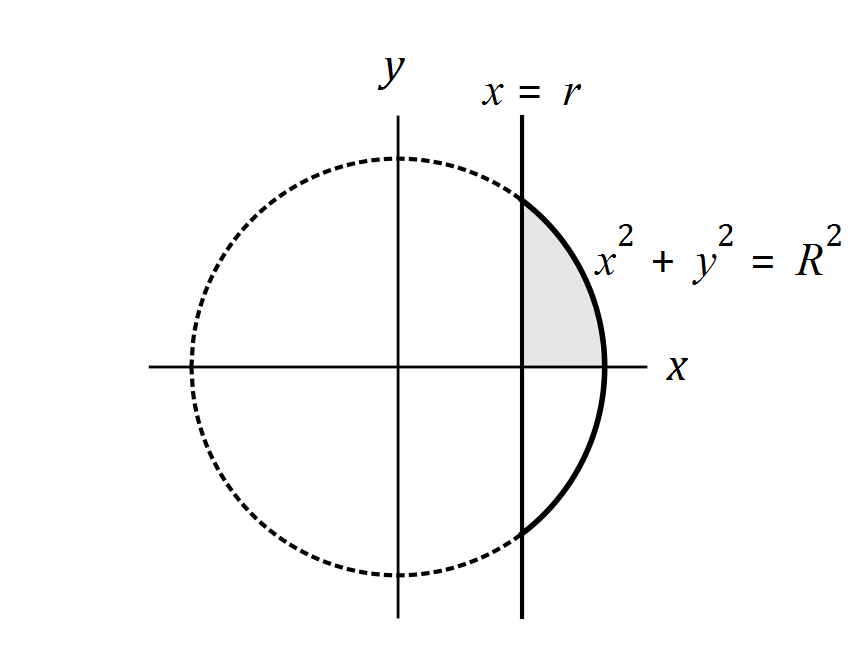 y
x = r
x² + y² = R²
x